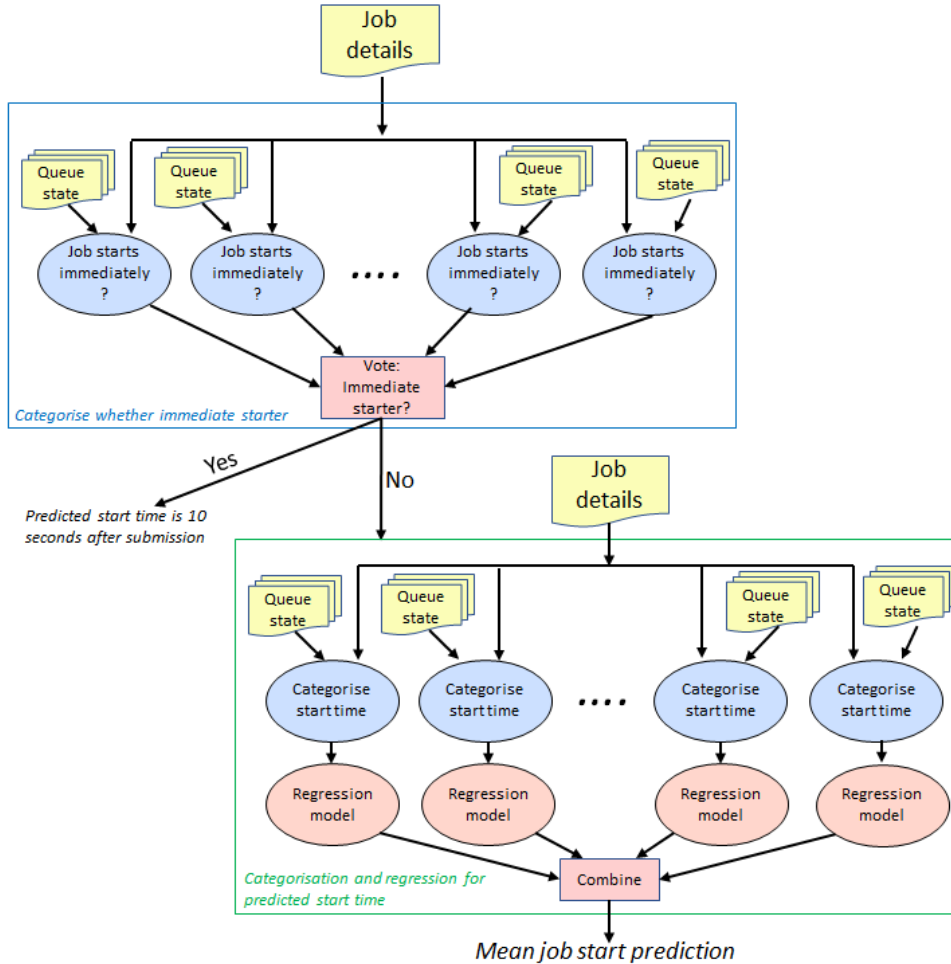 Job
details
Queue
state
Queue
state
Queue
state
Queue
state
Job starts
immediately
?
Job starts
immediately
?
....
Job starts
immediately
?
Job starts
immediately
?
Vote:
Immediate
starter?
Categorise whether immediate starter
Yes
No
Predicted start time is 10
seconds after submission
Job
details
Queue
state
Queue
state
Queue
state
Queue
state
Categorise
start time
Categorise
start time
....
Categorise
start time
Categorise
start time
Regression
model
Regression
model
Regression
model
Regression
model
Combine
Categorisation and regression for
predicted start time
Mean job start prediction